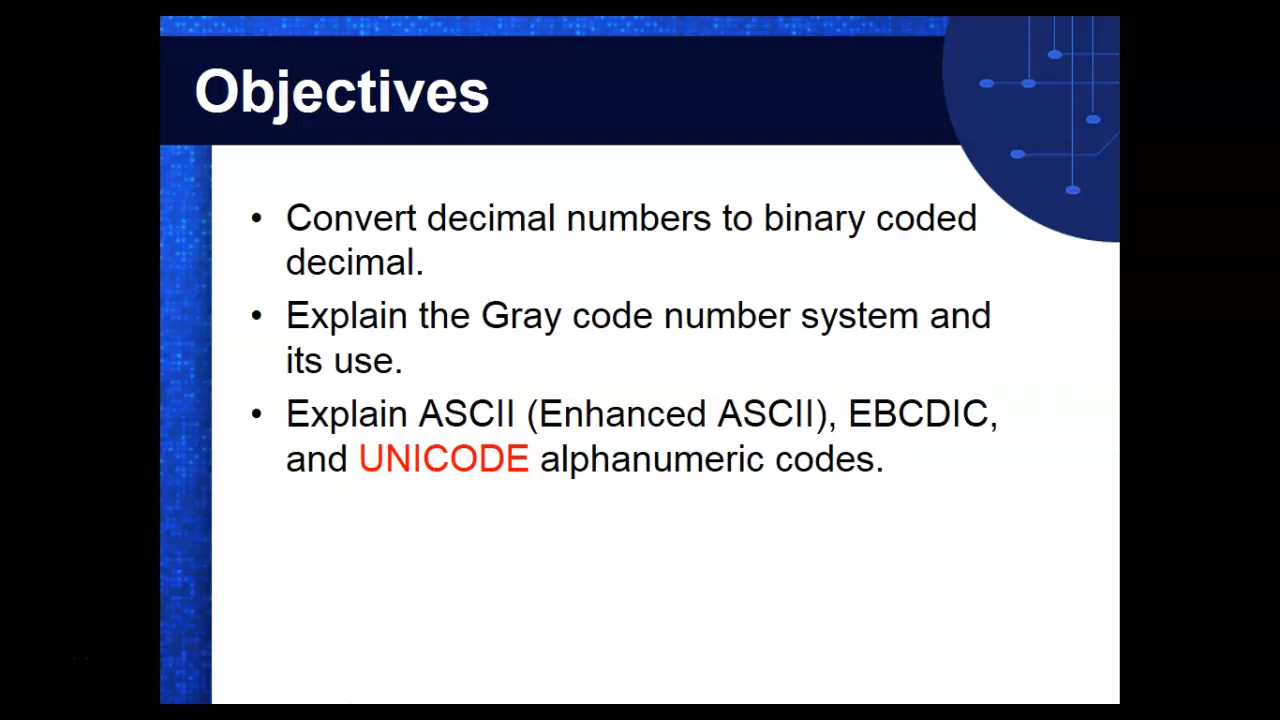 Objectives
• Convert decimal numbers to binary coded
decimal.
• Explain the Gray code number system and
its use.
• Explain ASCII (Enhanced ASCII), EBCDIC,
and UNICODE alphanumeric codes.